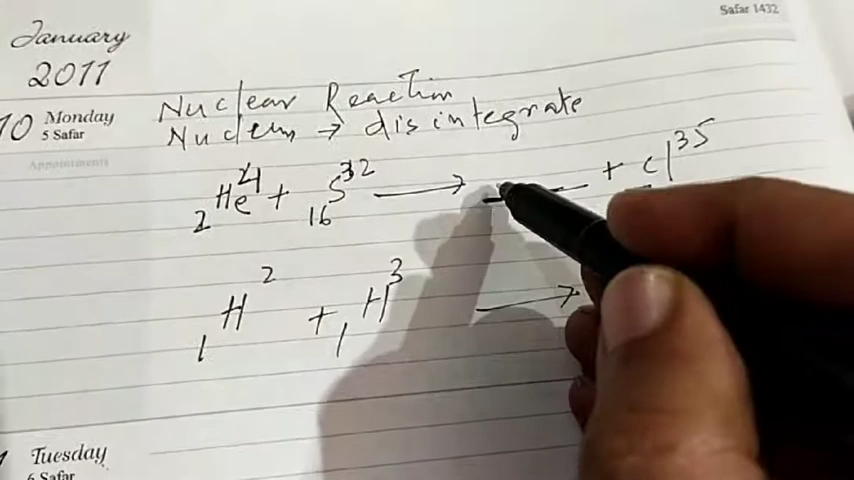 Safar 1432
January
2011
10 Monday
5 Safar
Appointments
Nuclear Reaction
Nucleus → disintegrate
₂He⁴ + ₁₆S³² → __ + Cl³⁵
₁H² + ₁H³ →
Tuesday
6 Safar